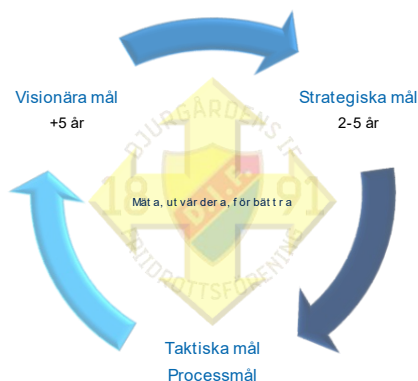 Visionära mål
+5 år
Strategiska mål
2-5 år
DJURGÅRDENS IF
18 91
D.I.F.
Mäta, utvärdera, förbättra
FRIIDROTTSFÖRENING
Taktiska mål
Processmål